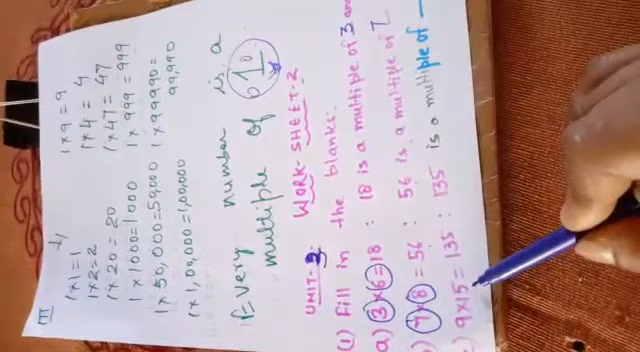 1×1=1
1×2=2
1×20=20
1×1000=1000
1×50,000=50,000
1×1,00,000=1,00,000
1×9=9
1×4=4
1×47=47
1×999=999
1×99990=
99,990
Every number is a
multiple of 1
UNIT-2 WORK-SHEET-2
(1) Fill in the blanks:
a) 3×6=18 : 18 is a multiple of 3 and
) 7×8=56 : 56 is a multiple of 7
9×15=135 : 135 is a multiple of —